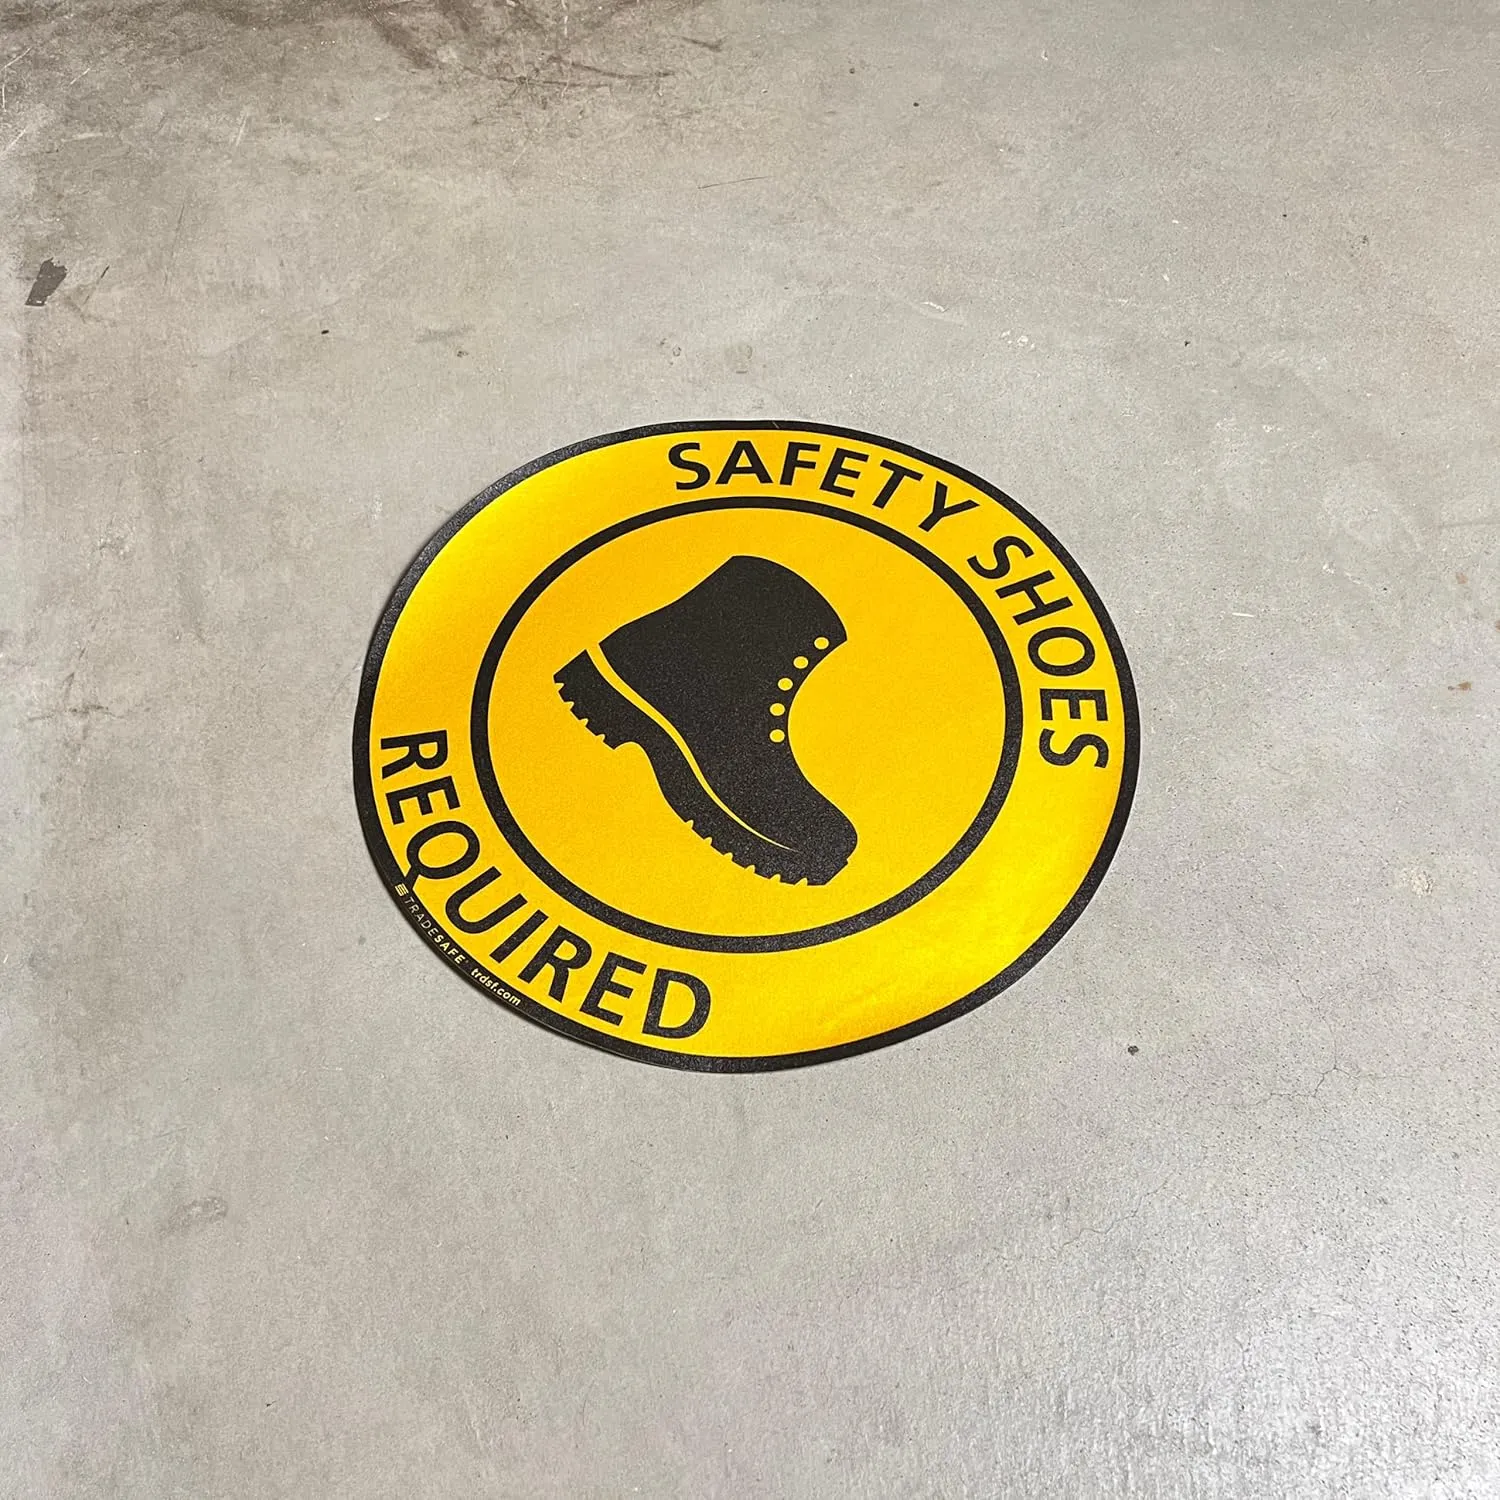 SAFETY SHOES
REQUIRED
TRADESAFE trdsf.com